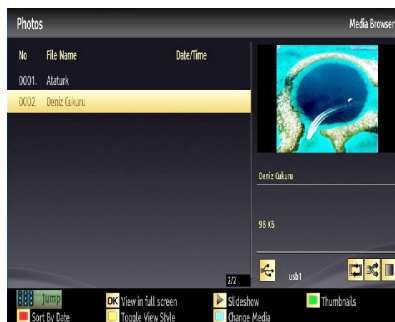 Photos Media Browser
No File Name Date/Time
0001. Ataturk
0002. Deniz Cukuru
Deniz Cukuru
98 KB
2/2
usb1
Jump OK View in full screen Slideshow Thumbnails
Sort By Date Toggle View Style Change Media